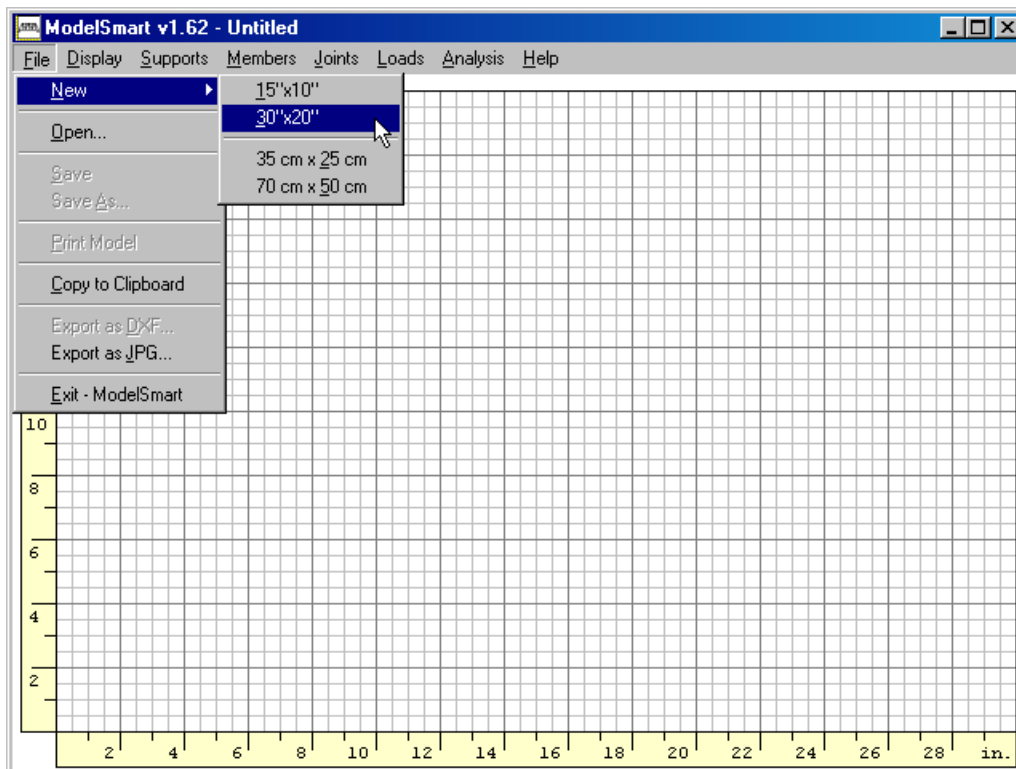 ModelSmart v1.62 - Untitled
File Display Supports Members Joints Loads Analysis Help
New
15"x10"
30"x20"
35 cm x 25 cm
70 cm x 50 cm
Open...
Save
Save As...
Print Model
Copy to Clipboard
Export as DXF...
Export as JPG...
Exit - ModelSmart
10
8
6
4
2
2 4 6 8 10 12 14 16 18 20 22 24 26 28 in.